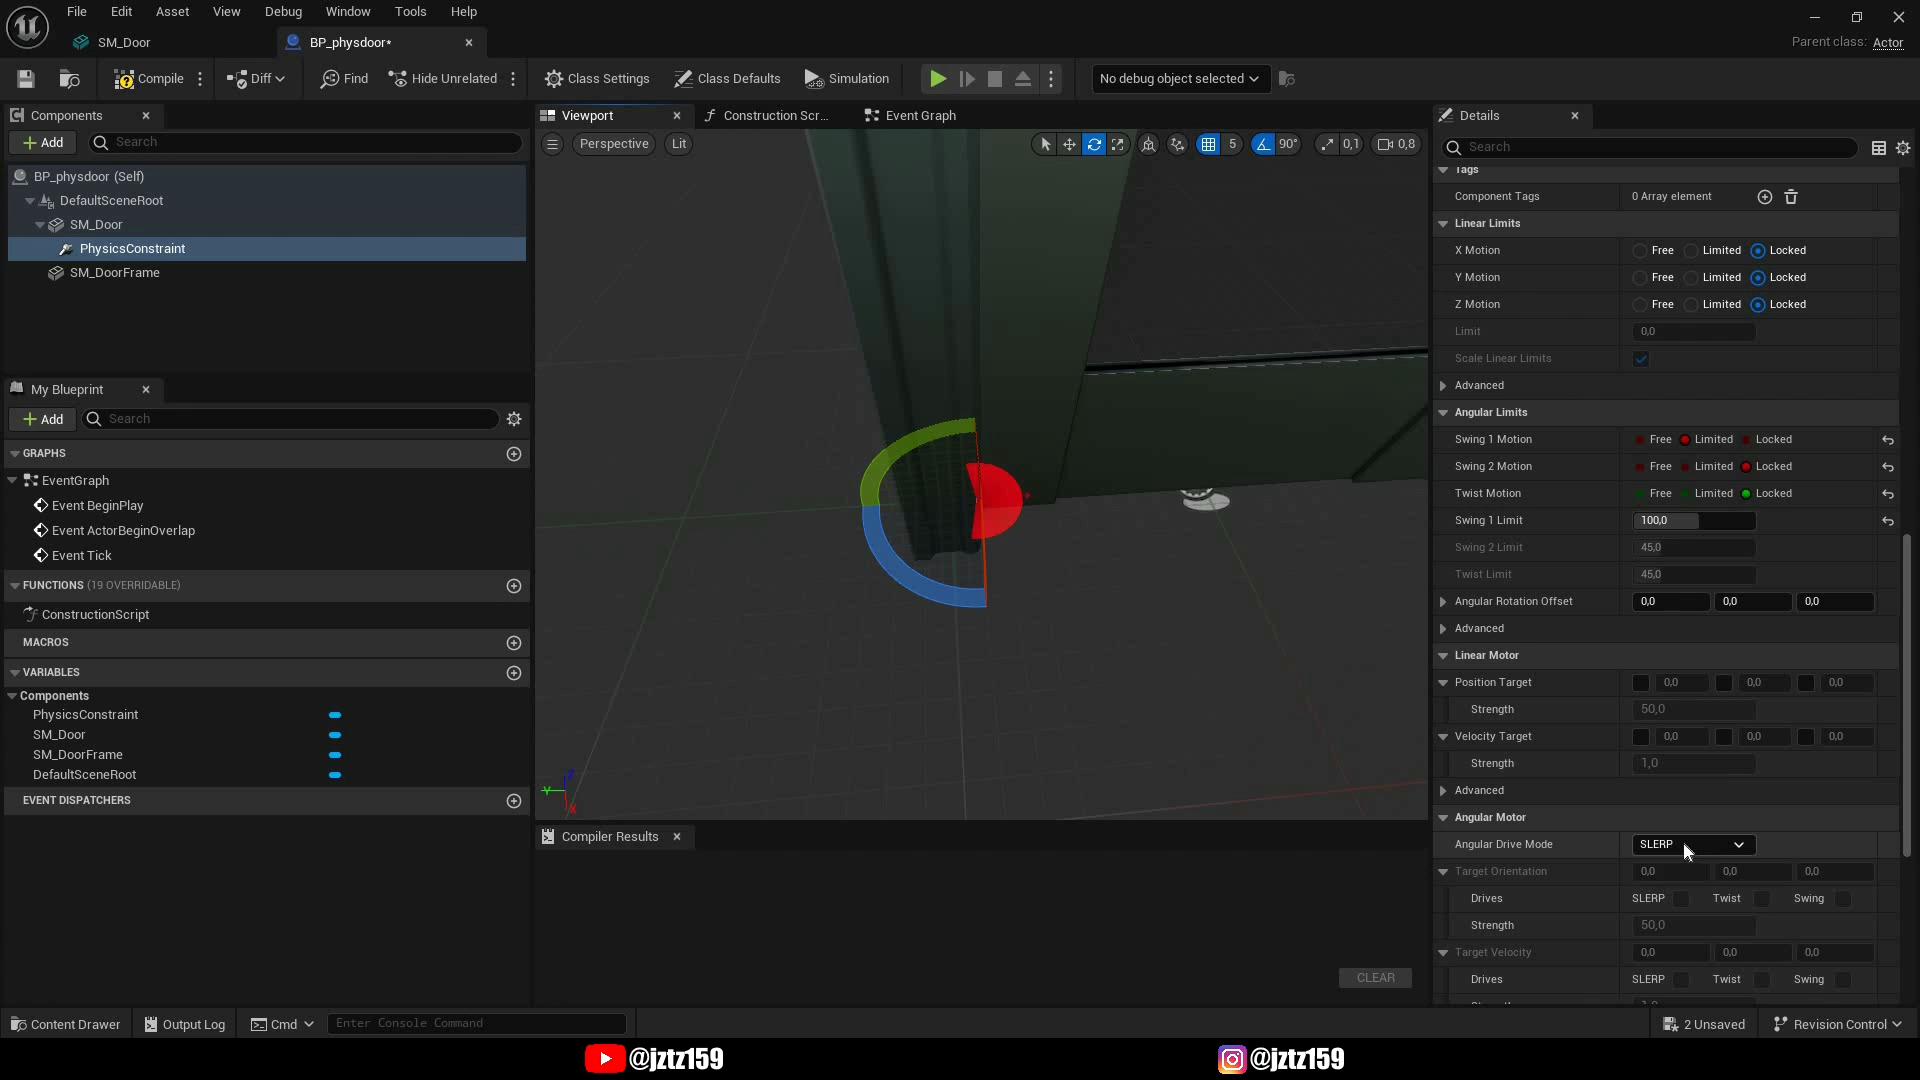 File Edit Asset View Debug Window Tools Help
SM_Door
BP_physdoor*
Parent class: Actor
Compile
Diff
Find
Hide Unrelated
Class Settings
Class Defaults
Simulation
No debug object selected
Components
Add
Search
BP_physdoor (Self)
DefaultSceneRoot
SM_Door
PhysicsConstraint
SM_DoorFrame
My Blueprint
Add
Search
GRAPHS
EventGraph
Event BeginPlay
Event ActorBeginOverlap
Event Tick
FUNCTIONS (19 OVERRIDABLE)
ConstructionScript
MACROS
VARIABLES
Components
PhysicsConstraint
SM_Door
SM_DoorFrame
DefaultSceneRoot
EVENT DISPATCHERS
Viewport
Construction Scr...
Event Graph
Perspective
Lit
5
90°
0,1
0,8
Z
Y
X
Compiler Results
CLEAR
Details
Search
Tags
Component Tags 0 Array element
Linear Limits
X Motion Free Limited Locked
Y Motion Free Limited Locked
Z Motion Free Limited Locked
Limit 0,0
Scale Linear Limits
Advanced
Angular Limits
Swing 1 Motion Free Limited Locked
Swing 2 Motion Free Limited Locked
Twist Motion Free Limited Locked
Swing 1 Limit 100,0
Swing 2 Limit 45,0
Twist Limit 45,0
Angular Rotation Offset 0,0 0,0 0,0
Advanced
Linear Motor
Position Target 0,0 0,0 0,0
Strength 50,0
Velocity Target 0,0 0,0 0,0
Strength 1,0
Advanced
Angular Motor
Angular Drive Mode SLERP
Target Orientation 0,0 0,0 0,0
Drives SLERP Twist Swing
Strength 50,0
Target Velocity 0,0 0,0 0,0
Drives SLERP Twist Swing
Content Drawer
Output Log
Cmd
Enter Console Command
2 Unsaved
Revision Control
@jztz159
@jztz159